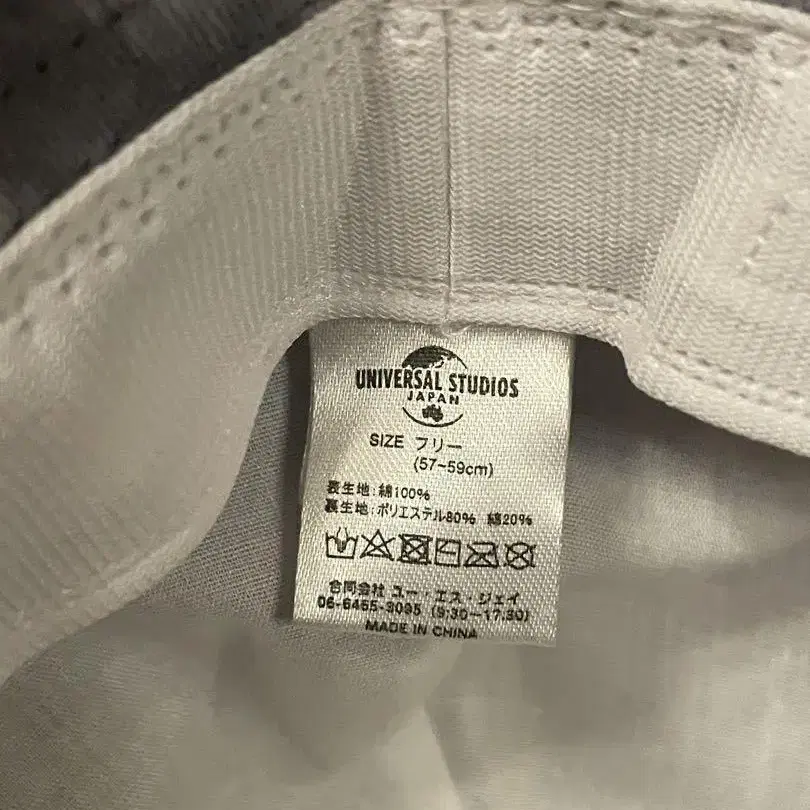 UNIVERSAL STUDIOS
JAPAN
SIZE フリー
(57~59cm)
表生地:綿100%
裏生地:ポリエステル80% 綿20%
合同会社 ユー・エス・ジェイ
06-6465-3095 (9:30-17:30)
MADE IN CHINA